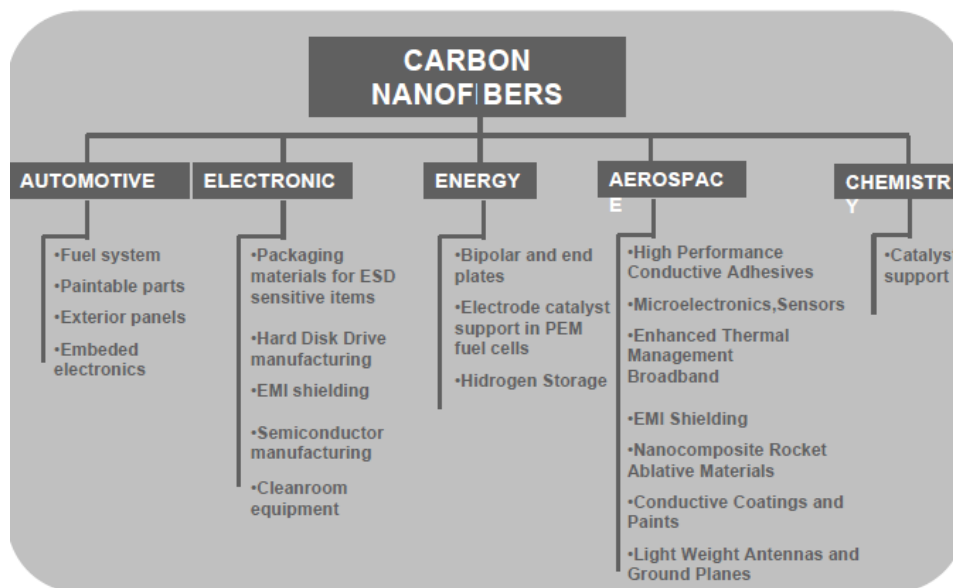 CARBON
NANOFIBERS
AUTOMOTIVE
ELECTRONIC
ENERGY
AEROSPAC
E
CHEMISTR
Y
•Fuel system
•Paintable parts
•Exterior panels
•Embeded
electronics
•Packaging
materials for ESD
sensitive items
•Hard Disk Drive
manufacturing
•EMI shielding
•Semiconductor
manufacturing
•Cleanroom
equipment
•Bipolar and end
plates
•Electrode catalyst
support in PEM
fuel cells
•Hidrogen Storage
•High Performance
Conductive Adhesives
•Microelectronics,Sensors
•Enhanced Thermal
Management
Broadband
•EMI Shielding
•Nanocomposite Rocket
Ablative Materials
•Conductive Coatings and
Paints
•Light Weight Antennas and
Ground Planes
•Catalyst
support